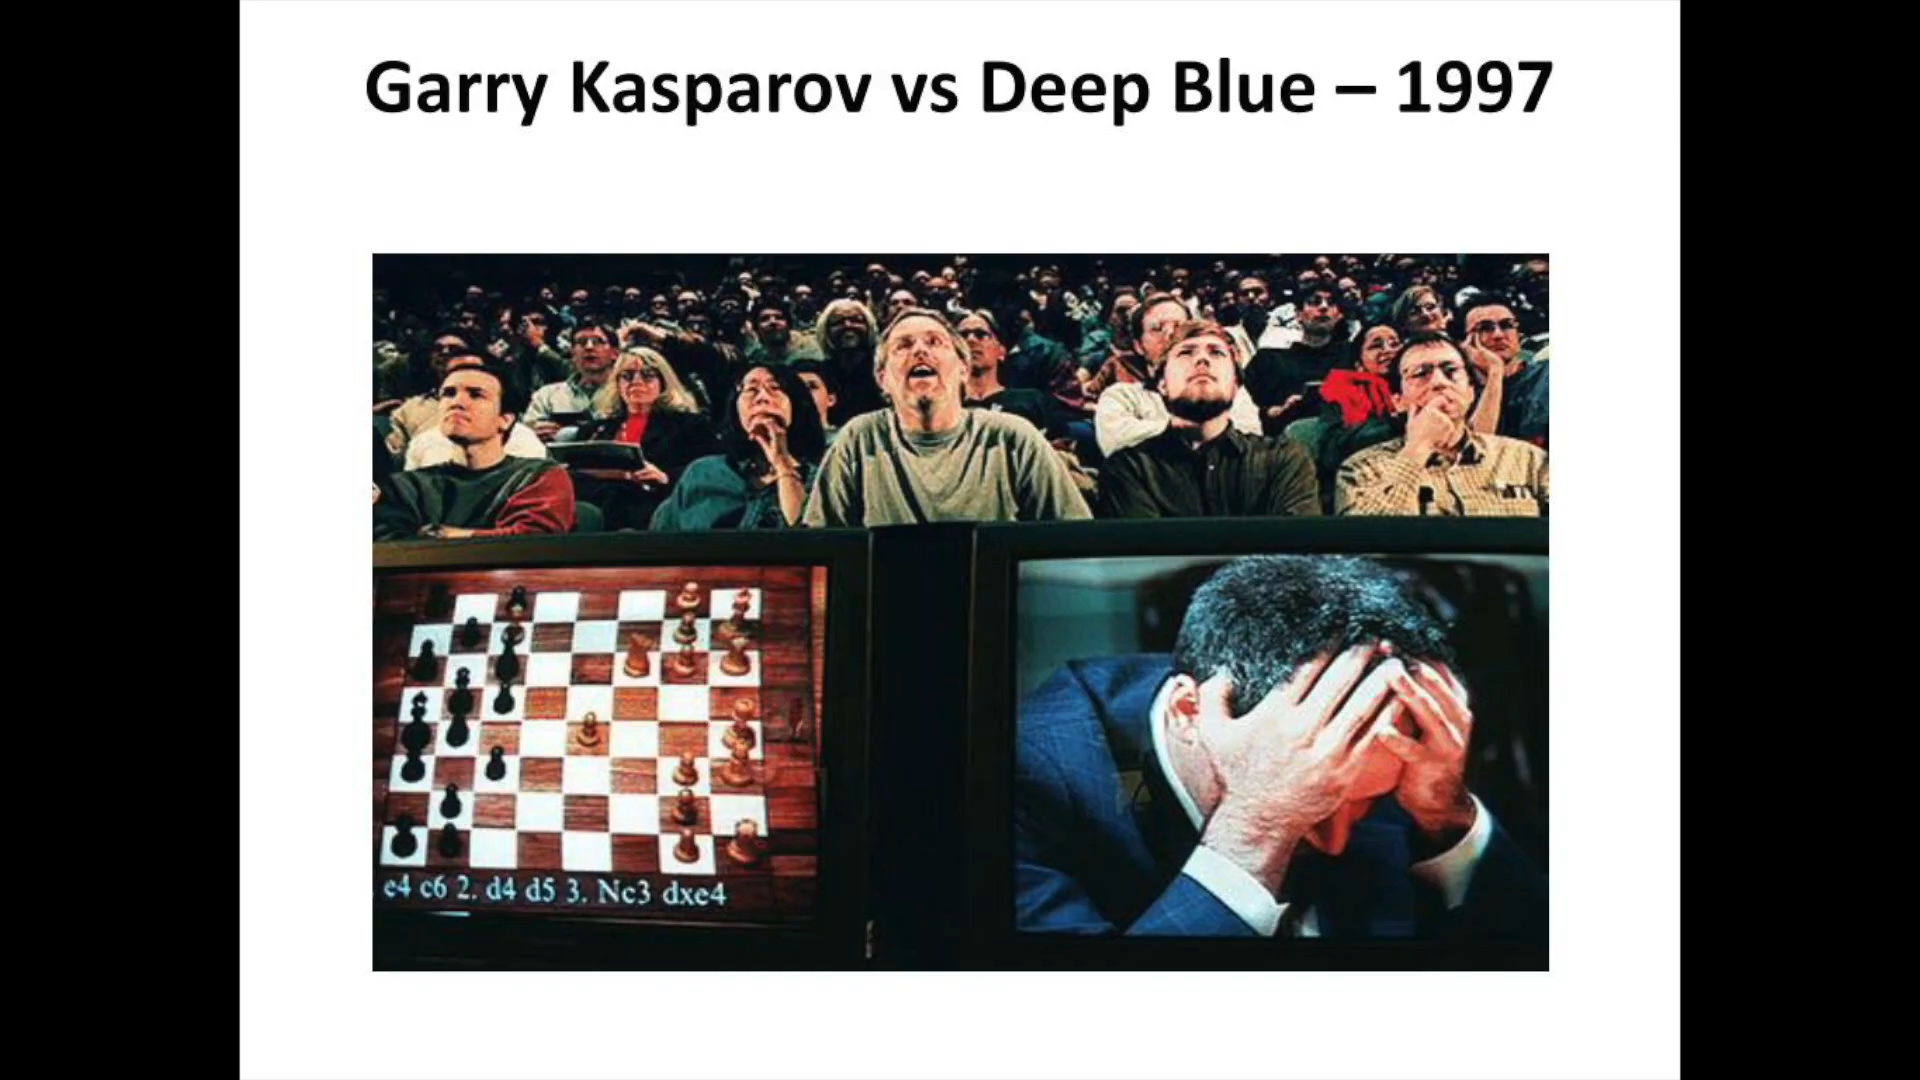 Garry Kasparov vs Deep Blue – 1997
e4 c6 2. d4 d5 3. Nc3 dxe4